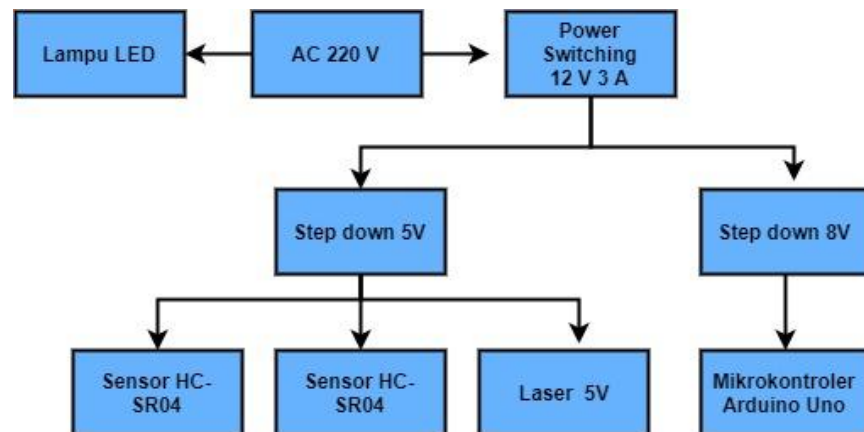 Lampu LED
AC 220 V
Power
Switching
12 V 3 A
Step down 5V
Step down 8V
Sensor HC-
SR04
Sensor HC-
SR04
Laser 5V
Mikrokontroler
Arduino Uno